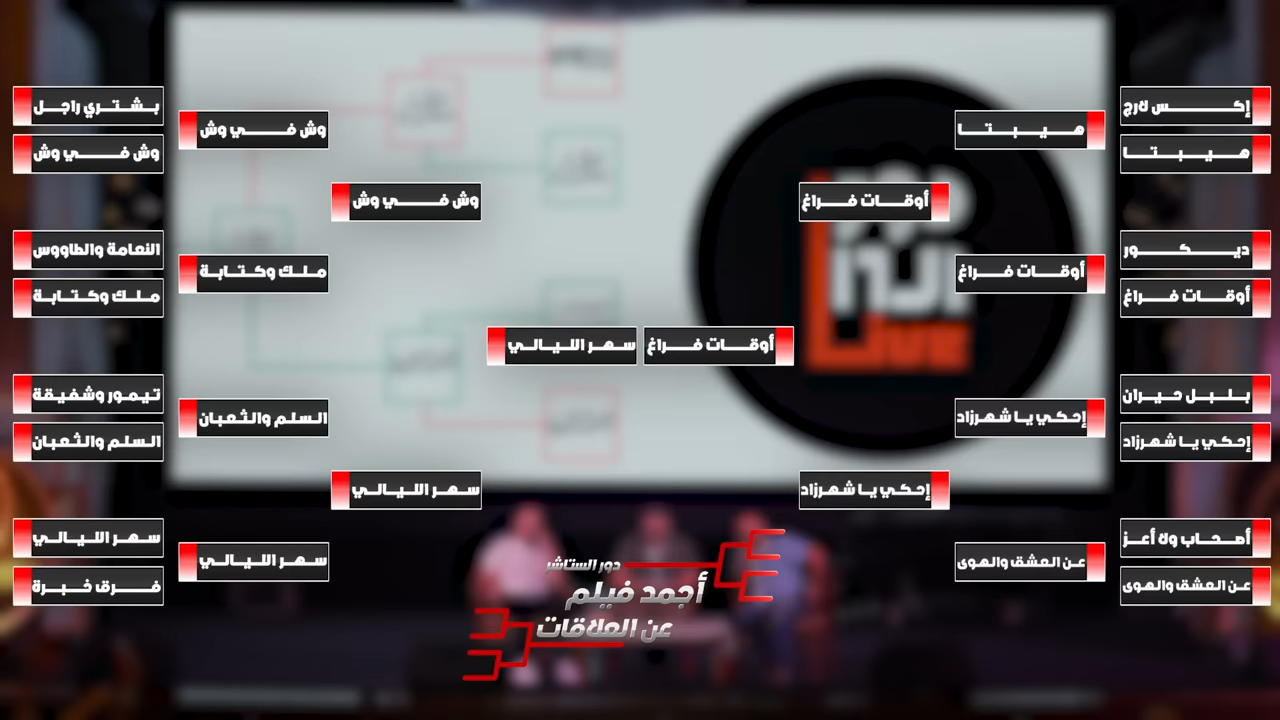 إكس لارج
هيبتا
ديكور
أوقات فراغ
بلبل حيران
إحكي يا شهرزاد
أصحاب ولا أعز
عن العشق والهوى
هيبتا
أوقات فراغ
إحكي يا شهرزاد
عن العشق والهوى
أوقات فراغ
إحكي يا شهرزاد
أوقات فراغ
سهر الليالي
وش في وش
سهر الليالي
وش في وش
ملك وكتابة
السلم والثعبان
سهر الليالي
بشتري راجل
وش في وش
النعامة والطاووس
ملك وكتابة
تيمور وشفيقة
السلم والثعبان
سهر الليالي
فرق خبرة
دور الستاشر
أجمد فيلم
عن العلاقات
LIVE